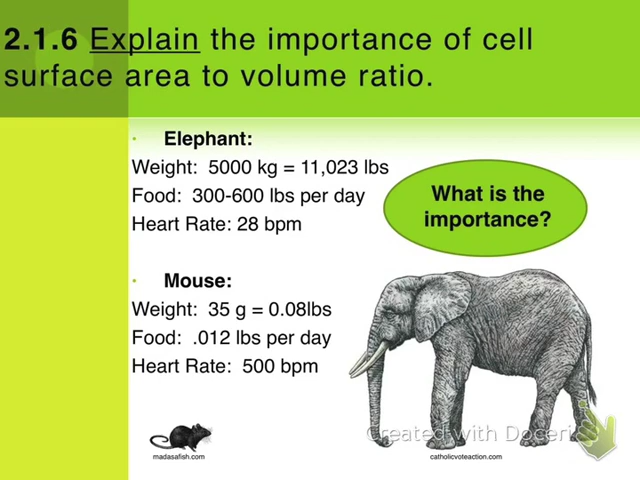 2.1.6 Explain the importance of cell
surface area to volume ratio.
• Elephant:
Weight: 5000 kg = 11,023 lbs
Food: 300-600 lbs per day
Heart Rate: 28 bpm
What is the
importance?
• Mouse:
Weight: 35 g = 0.08lbs
Food: .012 lbs per day
Heart Rate: 500 bpm
Created with Doceri
madasafish.com
catholicvoteaction.com